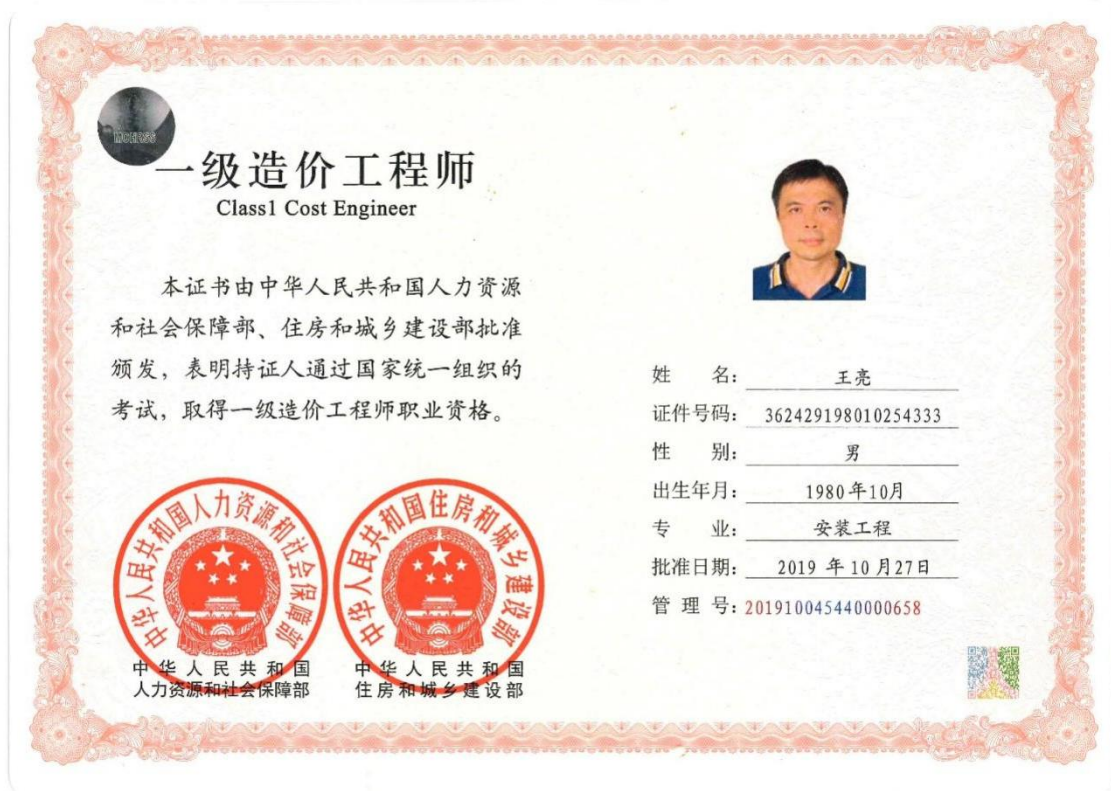 MOHRSS
一级造价工程师
Class1 Cost Engineer
本证书由中华人民共和国人力资源
和社会保障部、住房和城乡建设部批准
颁发，表明持证人通过国家统一组织的
考试，取得一级造价工程师职业资格。
中华人民共和国人力资源和社会保障部
中华人民共和国住房和城乡建设部
中华人民共和国
人力资源和社会保障部
中华人民共和国
住房和城乡建设部
姓 名： 王亮
证件号码： 362429198010254333
性 别： 男
出生年月： 1980年10月
专 业： 安装工程
批准日期： 2019 年 10 月27日
管 理 号：201910045440000658